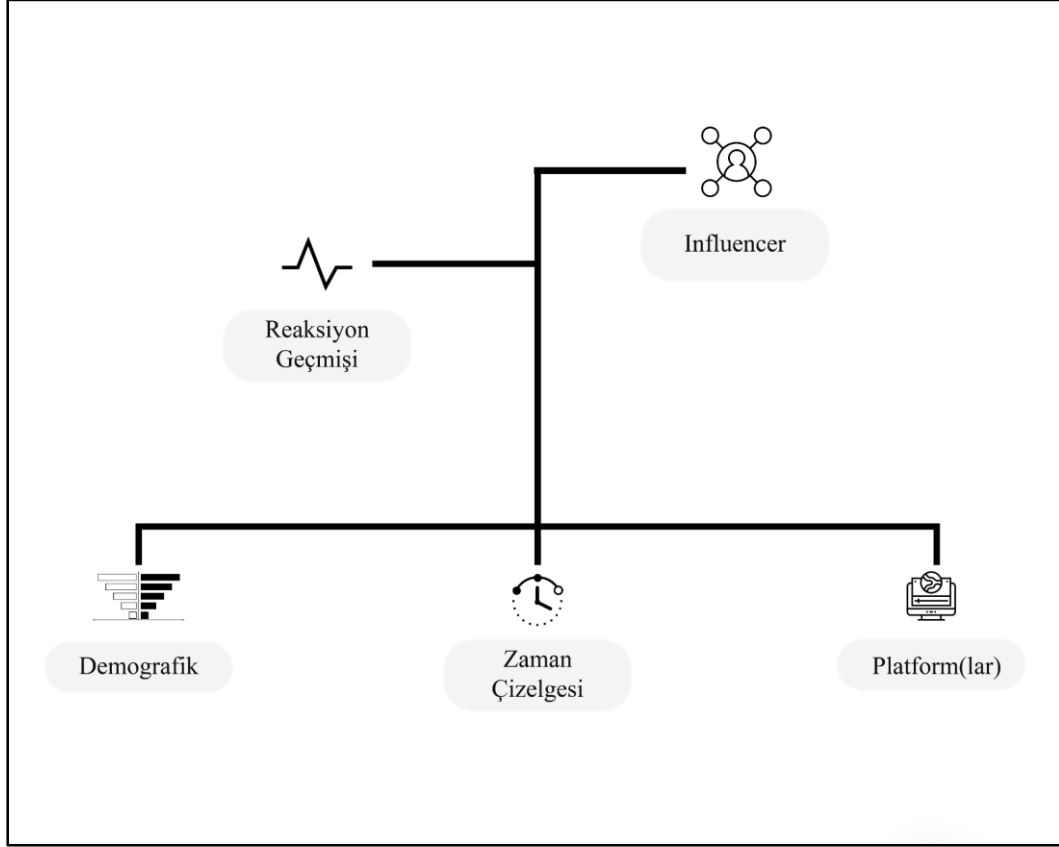 Influencer
Reaksiyon
Geçmişi
Demografik
Zaman
Çizelgesi
Platform(lar)